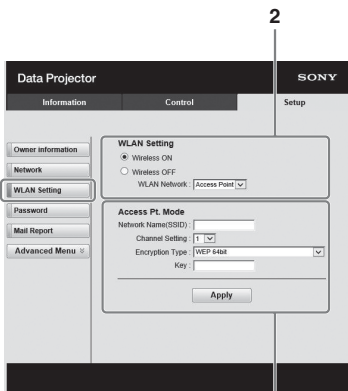 2
Data Projector
SONY
Information
Control
Setup
Owner information
Network
WLAN Setting
Password
Mail Report
Advanced Menu
WLAN Setting
Wireless ON
Wireless OFF
WLAN Network : Access Point
Access Pt. Mode
Network Name(SSID) :
Channel Setting : 1
Encryption Type : WEP 64bit
Key :
Apply